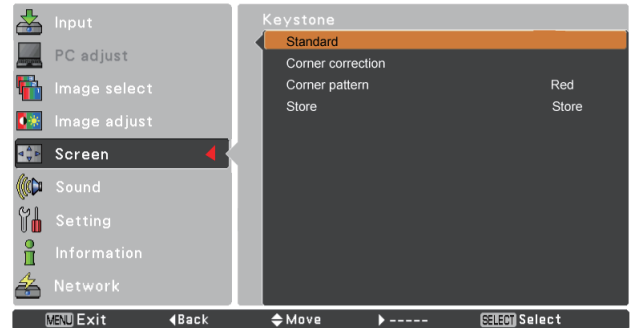 Input
PC adjust
Image select
Image adjust
Screen
Sound
Setting
Information
Network
Keystone
Standard
Corner correction
Corner pattern Red
Store Store
MENU Exit Back Move ----- SELECT Select